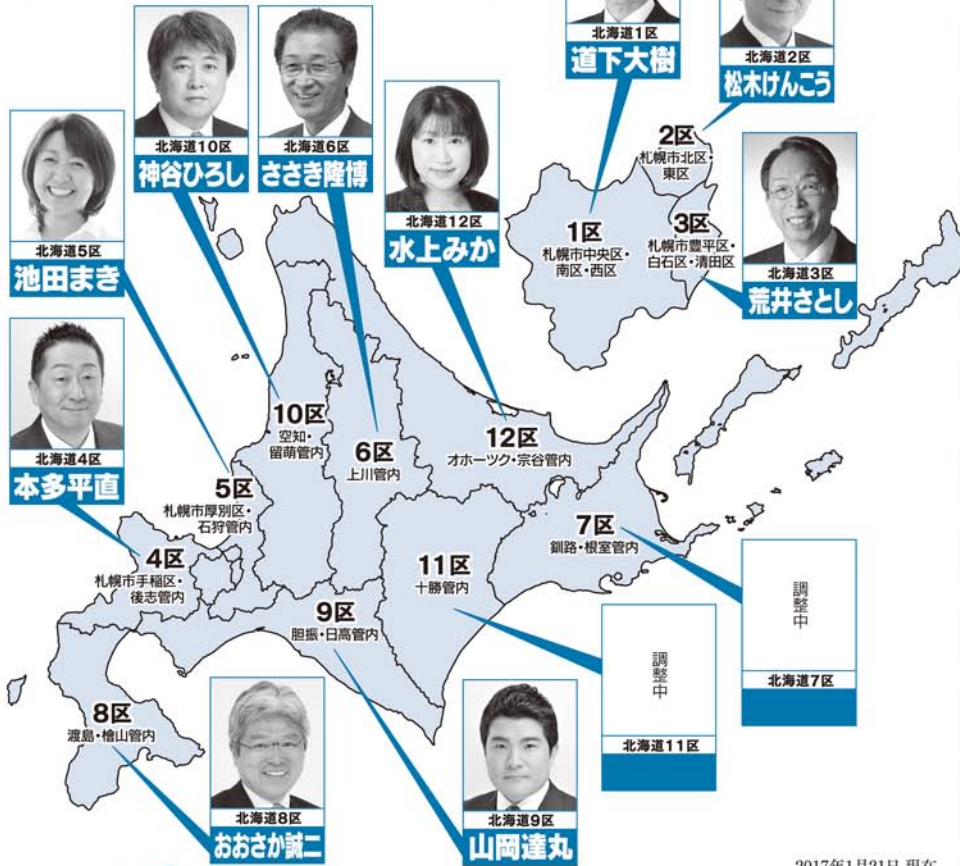 北海道1区
道下大樹
北海道2区
松木けんこう
北海道10区
神谷ひろし
北海道6区
ささき隆博
北海道12区
水上みか
北海道5区
池田まき
北海道3区
荒井さとし
北海道4区
本多平直
2区
札幌市北区・
東区
1区
札幌市中央区・
南区・西区
3区
札幌市豊平区・
白石区・清田区
10区
空知・
留萌管内
6区
上川管内
12区
オホーツク・宗谷管内
5区
札幌市厚別区・
石狩管内
4区
札幌市手稲区・
後志管内
7区
釧路・根室管内
11区
十勝管内
9区
胆振・日高管内
8区
渡島・檜山管内
調整中
北海道7区
調整中
北海道11区
北海道8区
おおさか誠二
北海道9区
山岡達丸
2017年1月21日 現在